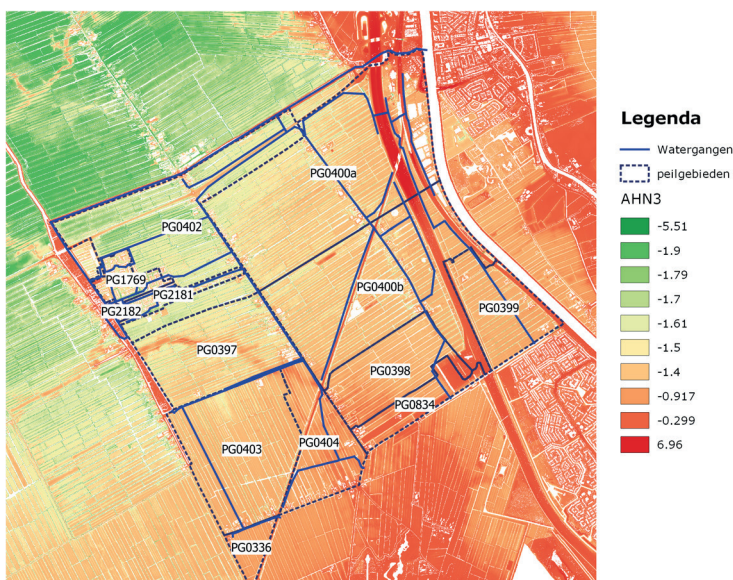 PG0400a
PG0402
PG1769
PG2181
PG2182
PG0400b
PG0399
PG0397
PG0398
PG0834
PG0403
PG0404
PG0336
Legenda
Watergangen
peilgebieden
AHN3
-5.51
-1.9
-1.79
-1.7
-1.61
-1.5
-1.4
-0.917
-0.299
6.96